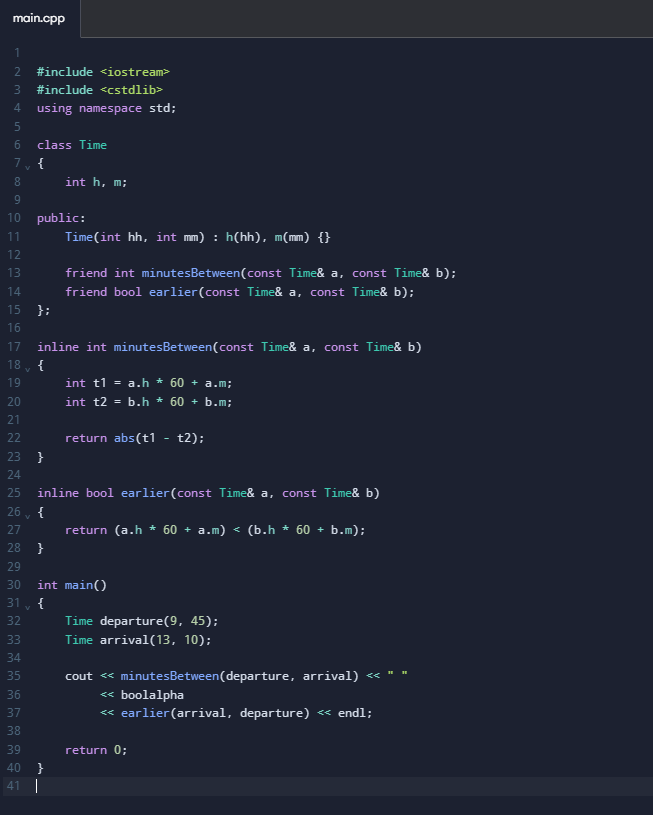 main.cpp
1
2 #include <iostream>
3 #include <cstdlib>
4 using namespace std;
5
6 class Time
7 {
8     int h, m;
9
10 public:
11     Time(int hh, int mm) : h(hh), m(mm) {}
12
13     friend int minutesBetween(const Time& a, const Time& b);
14     friend bool earlier(const Time& a, const Time& b);
15 };
16
17 inline int minutesBetween(const Time& a, const Time& b)
18 {
19     int t1 = a.h * 60 + a.m;
20     int t2 = b.h * 60 + b.m;
21
22     return abs(t1 - t2);
23 }
24
25 inline bool earlier(const Time& a, const Time& b)
26 {
27     return (a.h * 60 + a.m) < (b.h * 60 + b.m);
28 }
29
30 int main()
31 {
32     Time departure(9, 45);
33     Time arrival(13, 10);
34
35     cout << minutesBetween(departure, arrival) << " "
36          << boolalpha
37          << earlier(arrival, departure) << endl;
38
39     return 0;
40 }
41